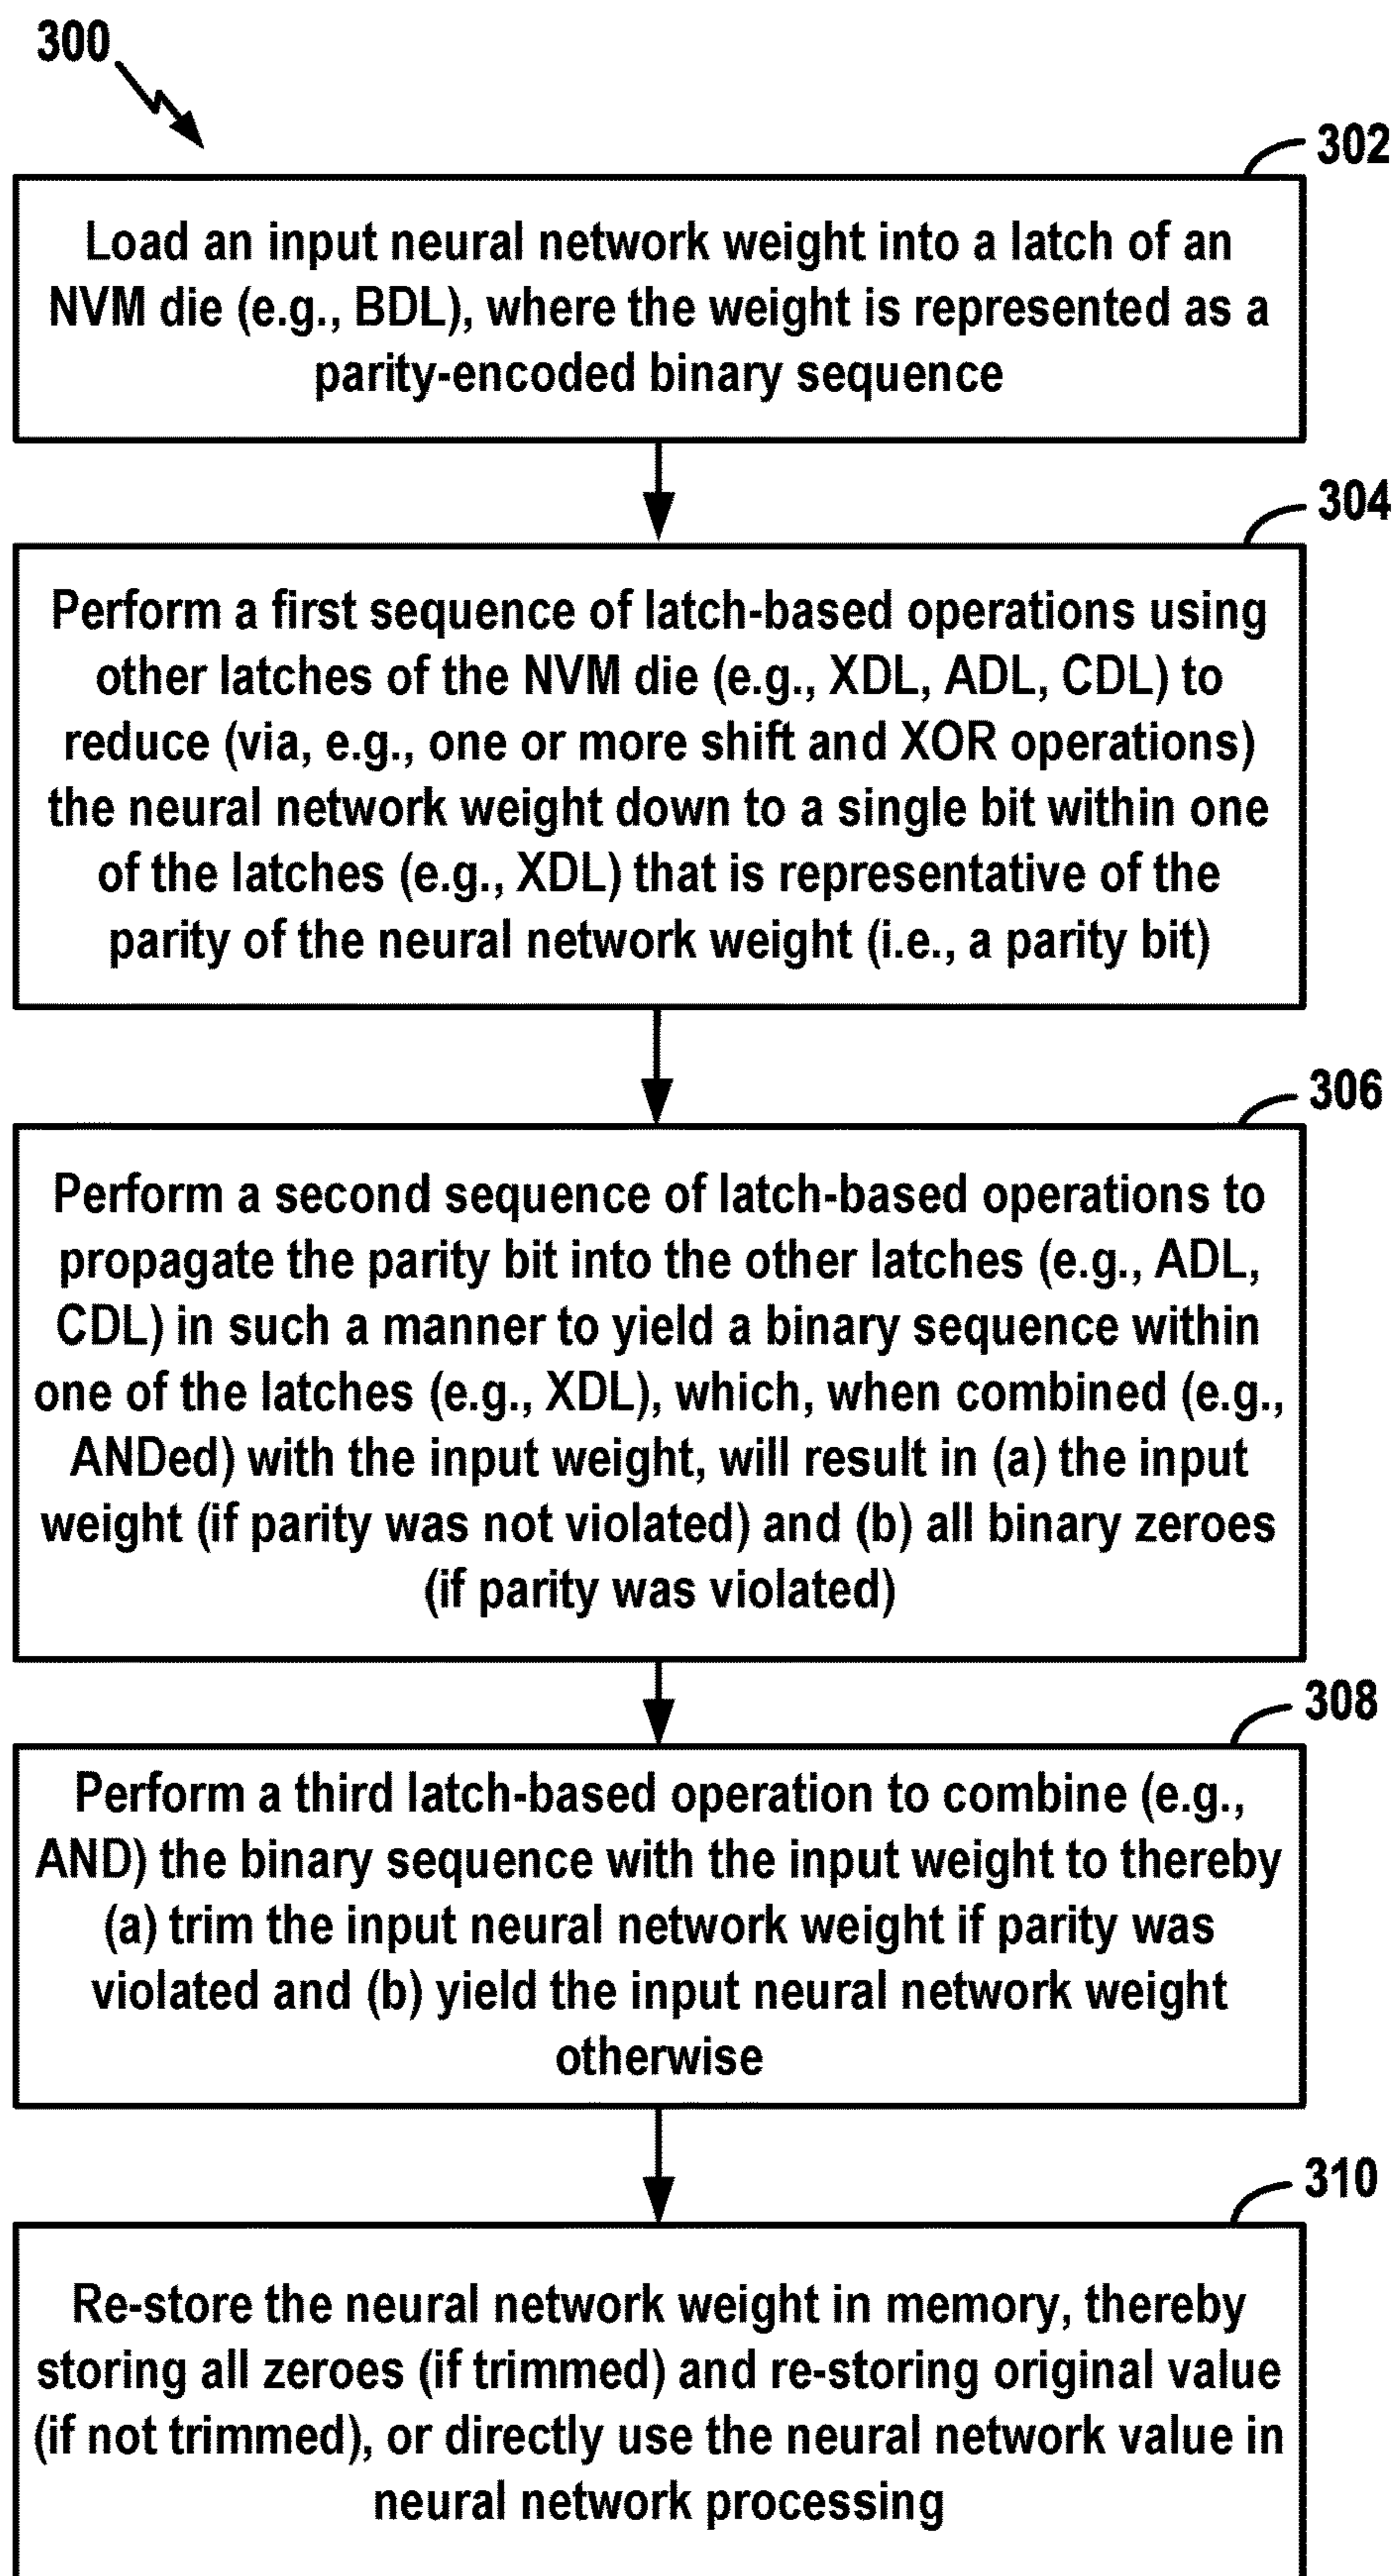 300
302
Load an input neural network weight into a latch of an
NVM die (e.g., BDL), where the weight is represented as a
parity-encoded binary sequence
304
Perform a first sequence of latch-based operations using
other latches of the NVM die (e.g., XDL, ADL, CDL) to
reduce (via, e.g., one or more shift and XOR operations)
the neural network weight down to a single bit within one
of the latches (e.g., XDL) that is representative of the
parity of the neural network weight (i.e., a parity bit)
306
Perform a second sequence of latch-based operations to
propagate the parity bit into the other latches (e.g., ADL,
CDL) in such a manner to yield a binary sequence within
one of the latches (e.g., XDL), which, when combined (e.g.,
ANDed) with the input weight, will result in (a) the input
weight (if parity was not violated) and (b) all binary zeroes
(if parity was violated)
308
Perform a third latch-based operation to combine (e.g.,
AND) the binary sequence with the input weight to thereby
(a) trim the input neural network weight if parity was
violated and (b) yield the input neural network weight
otherwise
310
Re-store the neural network weight in memory, thereby
storing all zeroes (if trimmed) and re-storing original value
(if not trimmed), or directly use the neural network value in
neural network processing